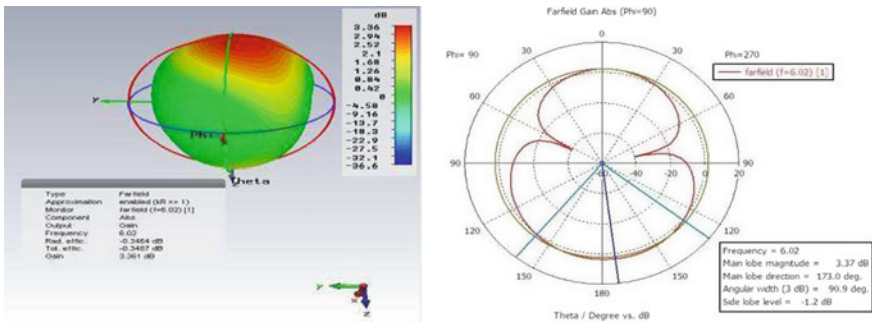 dB
3.36
2.94
2.52
2.1
1.68
1.26
0.84
0.42
0
-4.58
-9.16
-13.7
-18.3
-22.9
-27.5
-32.1
-36.6
y
Phi
Theta
Type Farfield
Approximation enabled (kR >> 1)
Monitor farfield (f=6.02) [1]
Component Abs
Output Gain
Frequency 6.02
Rad. effic. -0.3464 dB
Tot. effic. -0.3467 dB
Gain 3.361 dB
y
x
z
Farfield Gain Abs (Phi=90)
Phi= 90 30 0 30 Phi=270
farfield (f=6.02) [1]
60 60
90 -60 -40 -20 0 90 20
120 120
150 180 150
Theta / Degree vs. dB
Frequency = 6.02
Main lobe magnitude = 3.37 dB
Main lobe direction = 173.0 deg.
Angular width (3 dB) = 90.9 deg.
Side lobe level = -1.2 dB